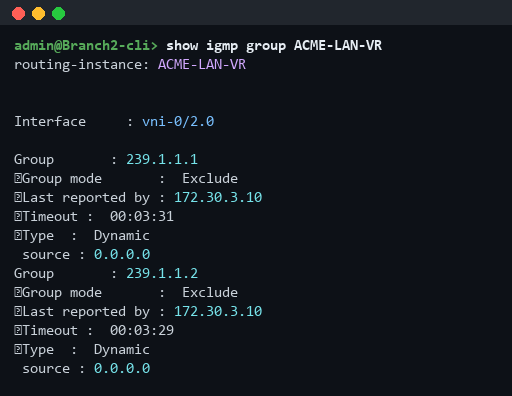 admin@Branch2-cli> show igmp group ACME-LAN-VR
routing-instance: ACME-LAN-VR
Interface     : vni-0/2.0
Group       : 239.1.1.1
Group mode       :  Exclude
Last reported by : 172.30.3.10
Timeout :  00:03:31
Type  :  Dynamic
source : 0.0.0.0
Group       : 239.1.1.2
Group mode       :  Exclude
Last reported by : 172.30.3.10
Timeout :  00:03:29
Type  :  Dynamic
source : 0.0.0.0